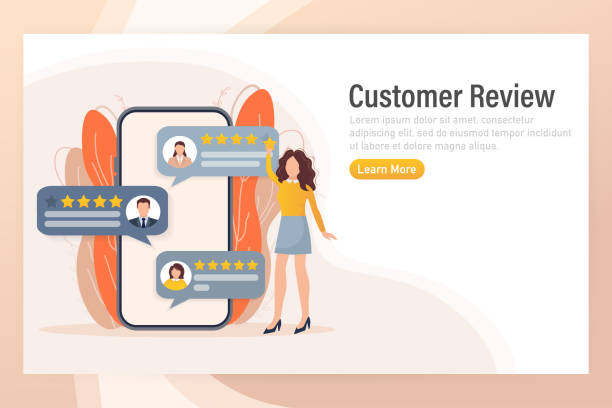 Customer Review
Lorem ipsum dolor sit amet, consectetur
adipiscing elit, sed do eiusmod tempor incididunt
ut labore et dolore magna aliqua.
Learn More